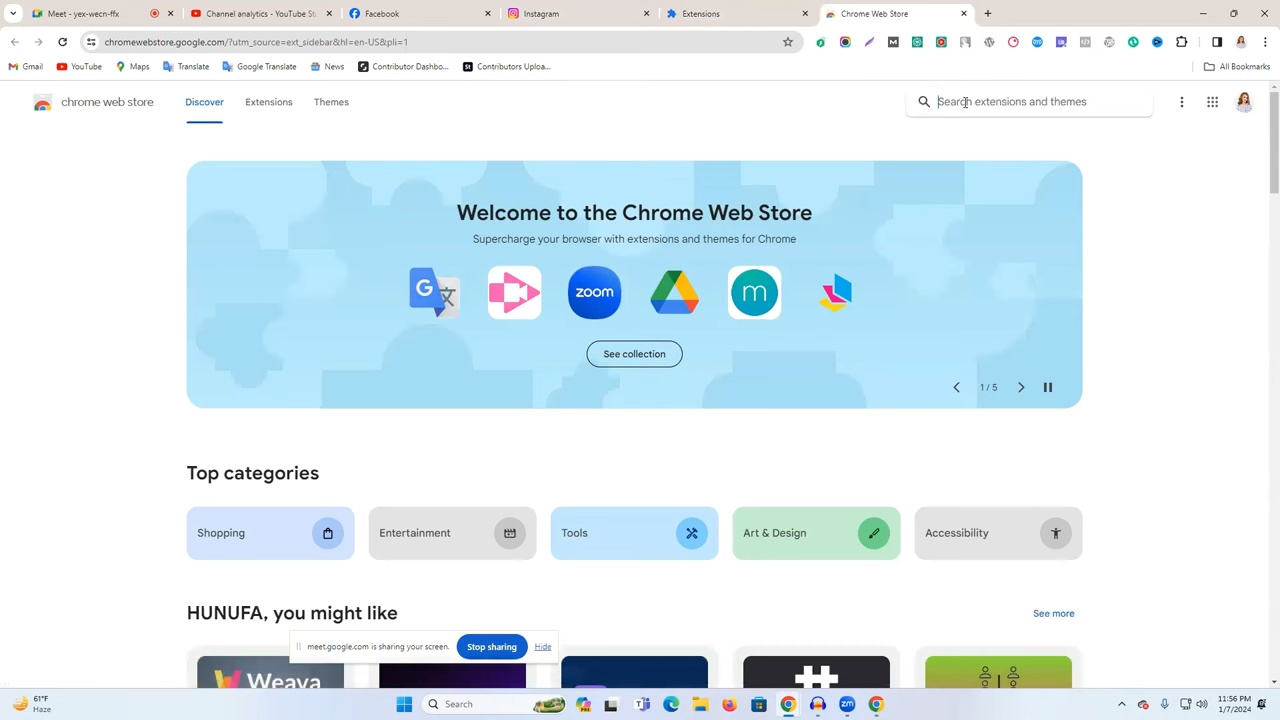 Meet - yex-wecn-ffx
Channel analytics - YouTube St
Facebook
Instagram
Extensions
Chrome Web Store
chromewebstore.google.com/?utm_source=ext_sidebar&hl=en-US&pli=1
Gmail
YouTube
Maps
Translate
Google Translate
News
Contributor Dashbo...
Contributors Uploa...
All Bookmarks
chrome web store
Discover
Extensions
Themes
Search extensions and themes
Welcome to the Chrome Web Store
Supercharge your browser with extensions and themes for Chrome
zoom
m
See collection
1 / 5
Top categories
Shopping
Entertainment
Tools
Art & Design
Accessibility
HUNUFA, you might like
See more
meet.google.com is sharing your screen.
Stop sharing
Hide
Weava
61°F
Haze
Search
11:56 AM
1/7/2024